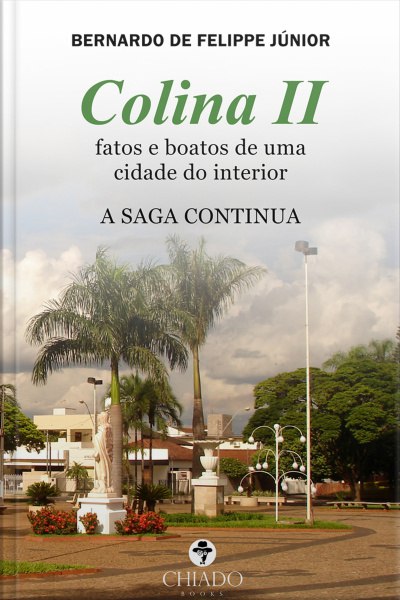 BERNARDO DE FELIPPE JÚNIOR
Colina II
fatos e boatos de uma
cidade do interior
A SAGA CONTINUA
CHIADO
BOOKS